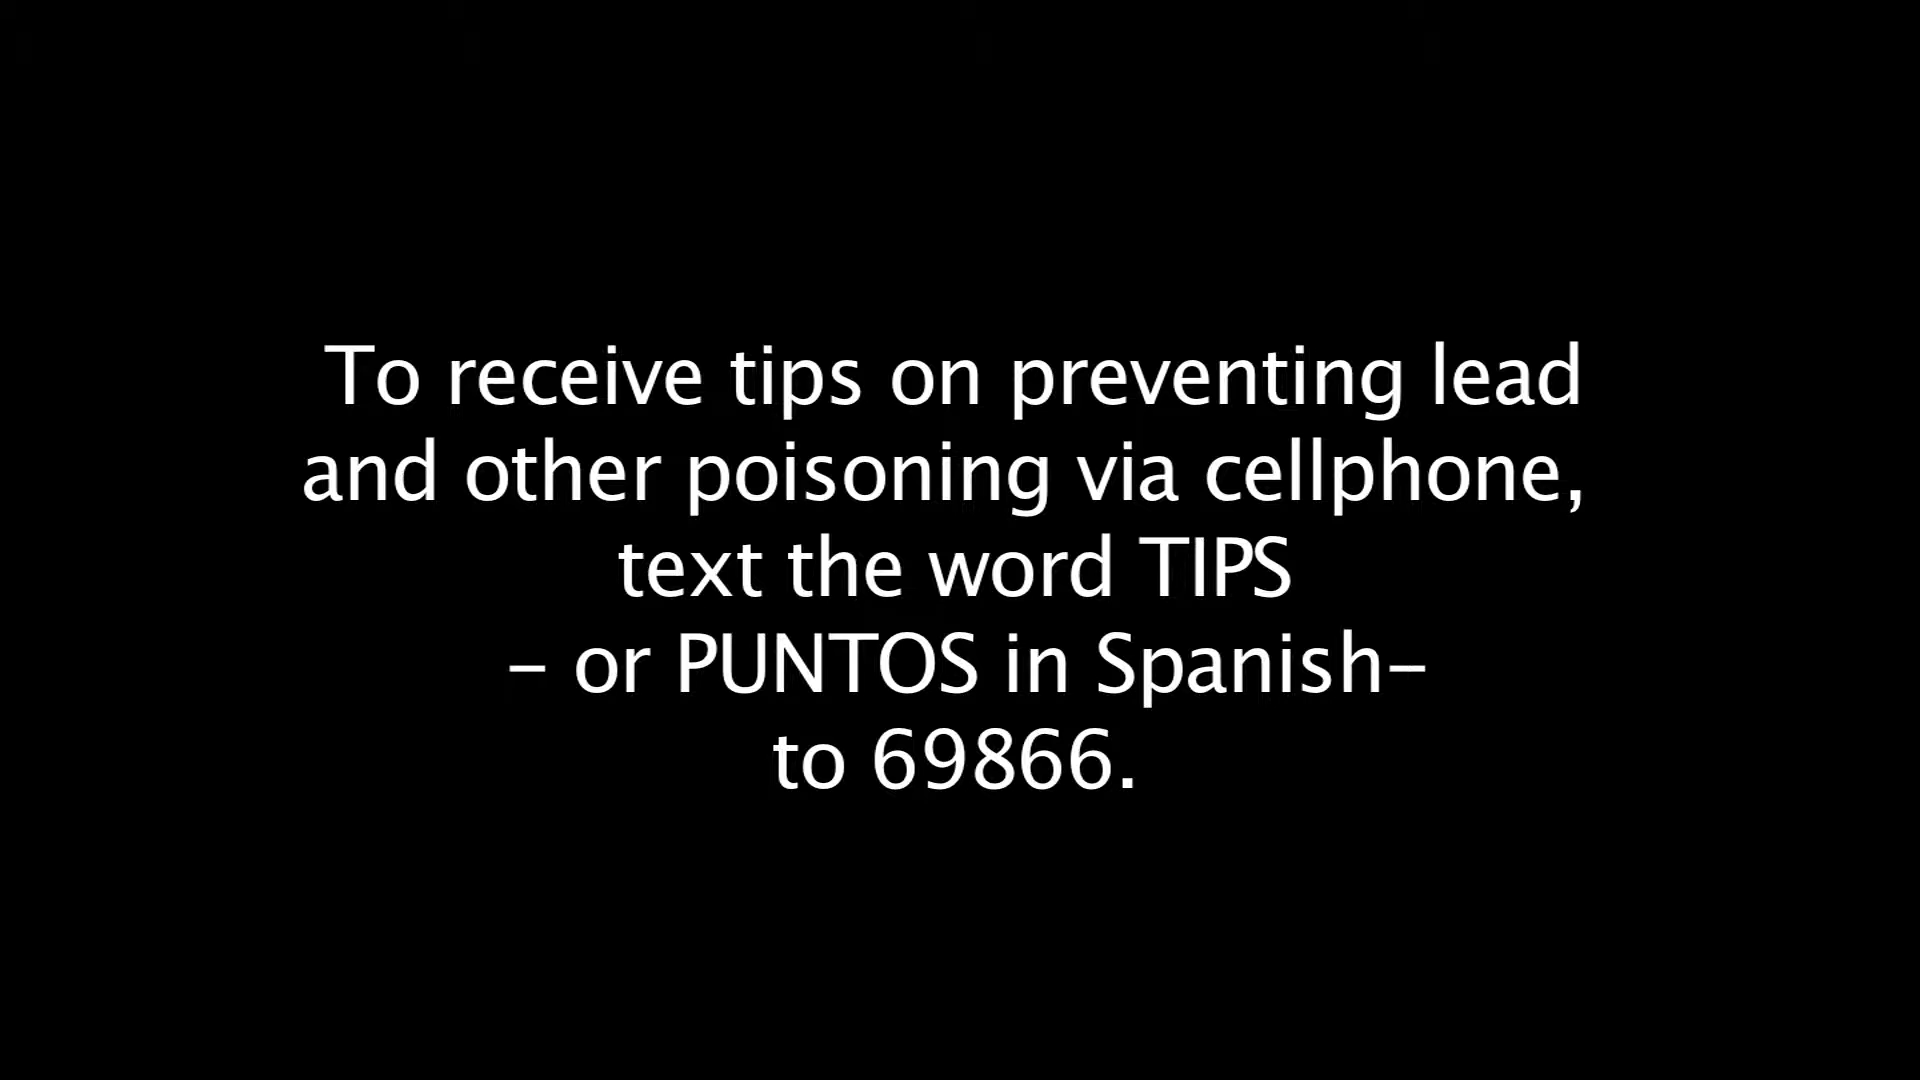 To receive tips on preventing lead
and other poisoning via cellphone,
text the word TIPS
- or PUNTOS in Spanish-
to 69866.